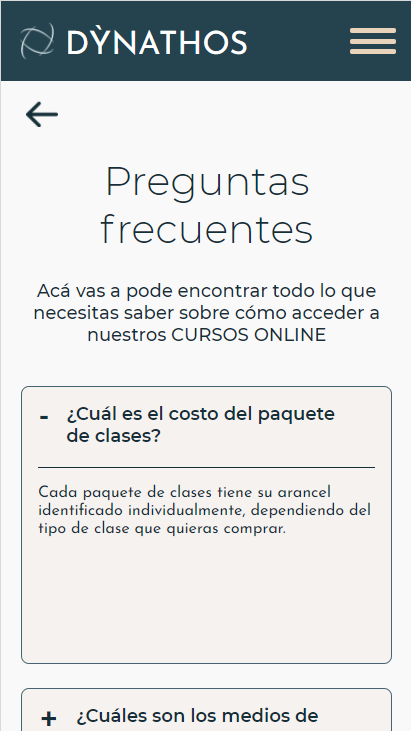 DỲNATHOS
Preguntas
frecuentes
Acá vas a pode encontrar todo lo que
necesitas saber sobre cómo acceder a
nuestros CURSOS ONLINE
- ¿Cuál es el costo del paquete
de clases?
Cada paquete de clases tiene su arancel
identificado individualmente, dependiendo del
tipo de clase que quieras comprar.
+ ¿Cuáles son los medios de